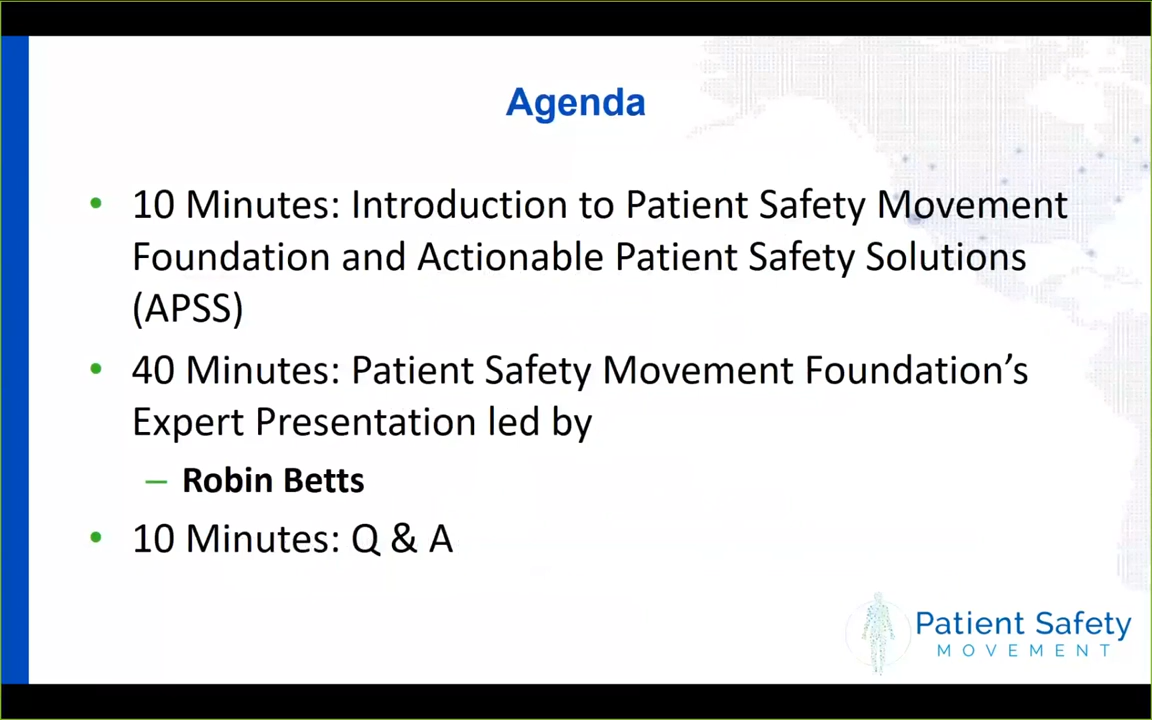 Agenda
• 10 Minutes: Introduction to Patient Safety Movement
Foundation and Actionable Patient Safety Solutions
(APSS)
• 40 Minutes: Patient Safety Movement Foundation’s
Expert Presentation led by
– Robin Betts
• 10 Minutes: Q & A
Patient Safety
MOVEMENT